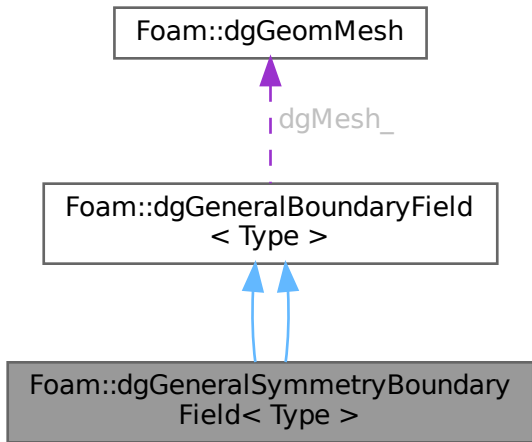 Foam::dgGeomMesh
dgMesh_
Foam::dgGeneralBoundaryField
< Type >
Foam::dgGeneralSymmetryBoundary
Field< Type >